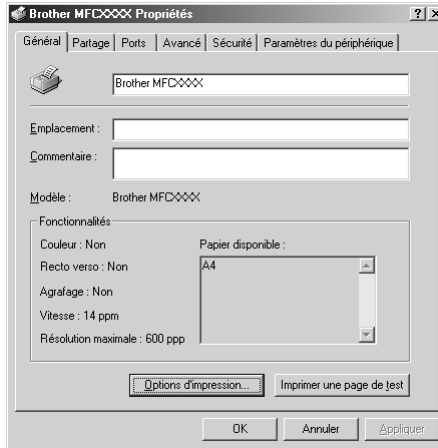 Brother MFCXXXX Propriétés
Général Partage Ports Avancé Sécurité Paramètres du périphérique
Brother MFCXXXX
Emplacement :
Commentaire :
Modèle : Brother MFCXXXX
Fonctionnalités
Couleur : Non Papier disponible :
Recto verso : Non A4
Agrafage : Non
Vitesse : 14 ppm
Résolution maximale : 600 ppp
Options d'impression... Imprimer une page de test
OK Annuler Appliquer